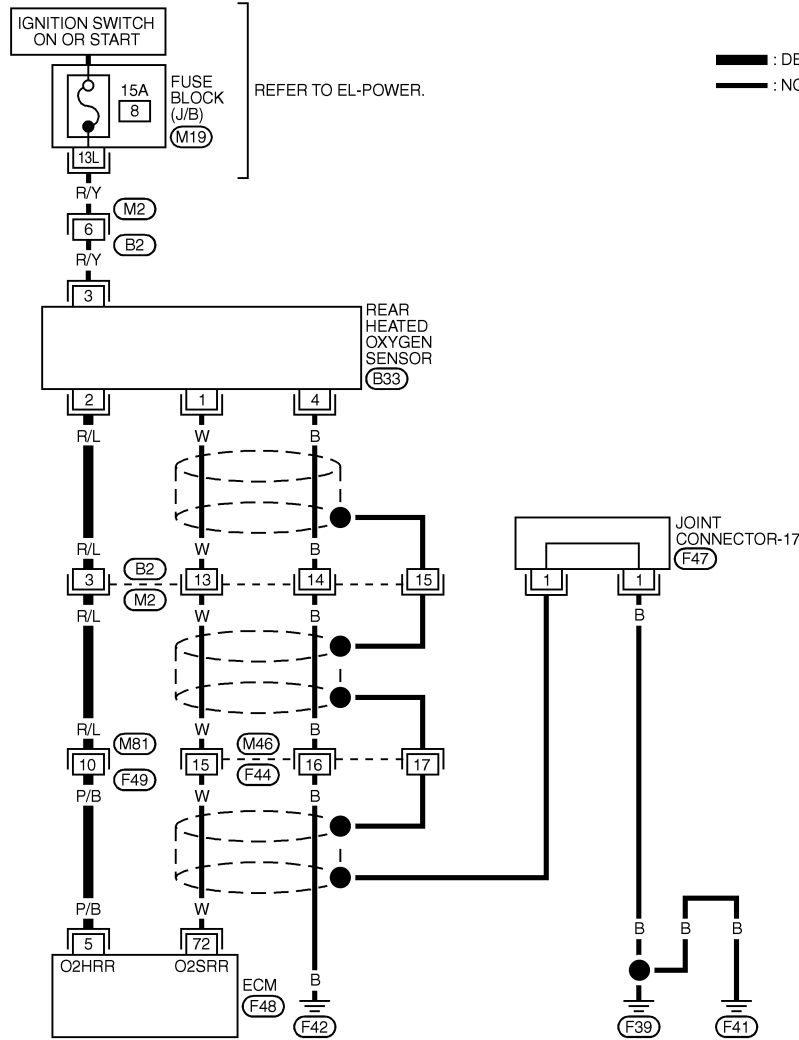 IGNITION SWITCH
ON OR START
15A
8
FUSE
BLOCK
(J/B)
M19
REFER TO EL-POWER.
: DE
: NO
13L
R/Y
M2
6
B2
R/Y
3
REAR
HEATED
OXYGEN
SENSOR
B33
2
1
4
R/L
W
B
R/L
W
B
JOINT
CONNECTOR-17
F47
3
B2
M2
13
14
15
1
1
R/L
W
B
B
R/L
W
B
M81
M46
10
15
16
17
F49
F44
P/B
W
B
P/B
W
B
B
B
5
72
O2HRR
O2SRR
B
ECM
F48
F42
F39
F41